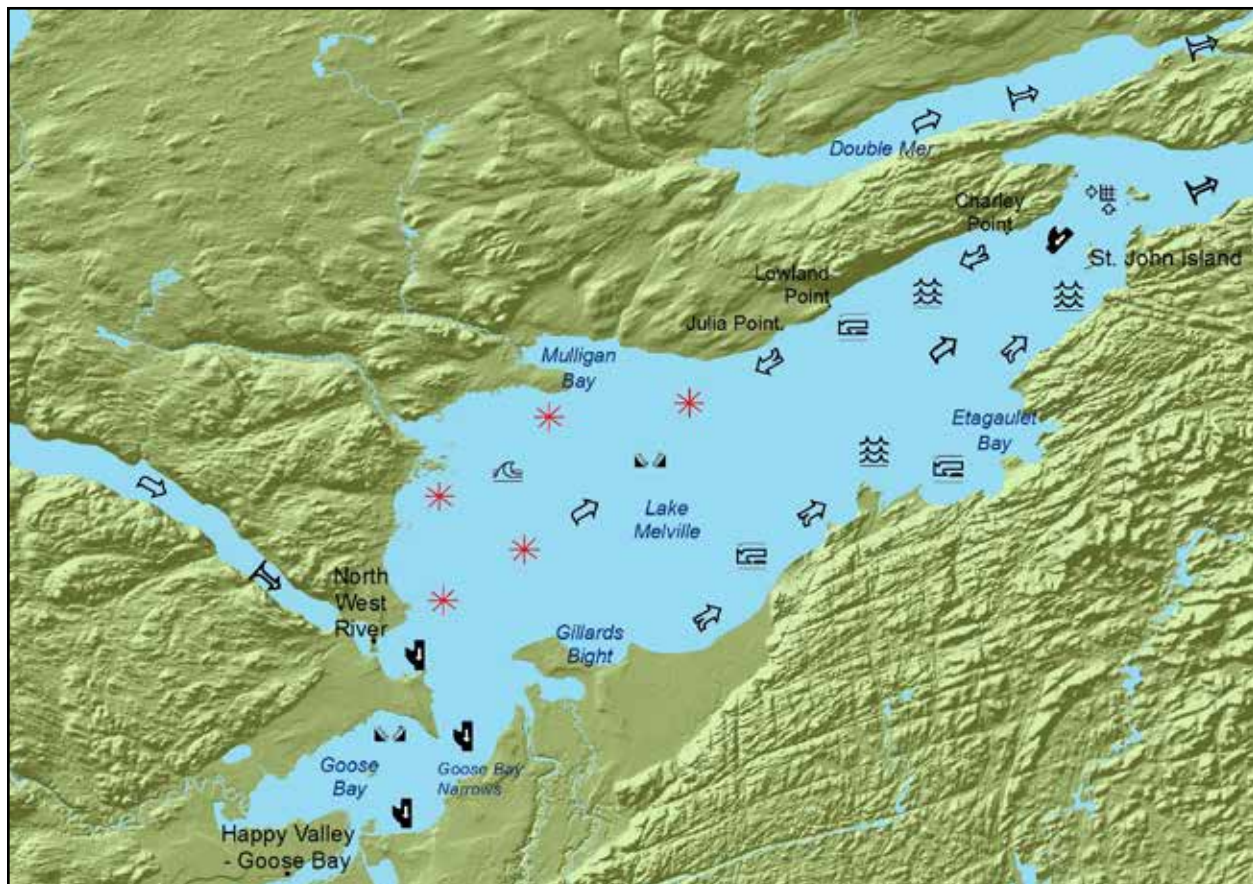 Double Mer
Charley
Point
St. John Island
Lowland
Point
Julia Point
Mulligan
Bay
Etagaulet
Bay
Lake
Melville
North
West
River
Gillards
Bight
Goose
Bay
Goose Bay
Narrows
Happy Valley
- Goose Bay